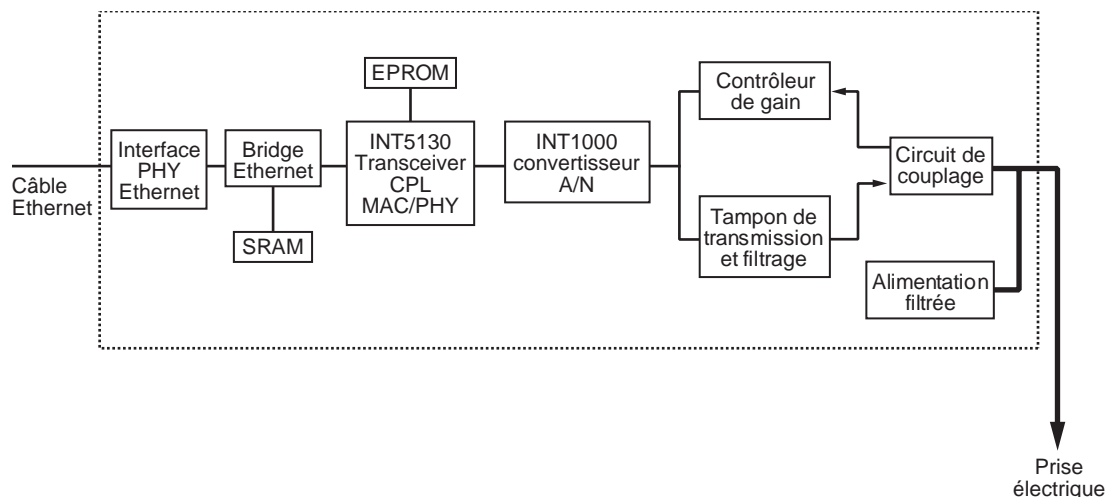 EPROM
Contrôleur
de gain
Interface
PHY
Ethernet
Bridge
Ethernet
INT5130
Transceiver
CPL
MAC/PHY
INT1000
convertisseur
A/N
Circuit de
couplage
Câble
Ethernet
SRAM
Tampon de
transmission
et filtrage
Alimentation
filtrée
Prise
électrique